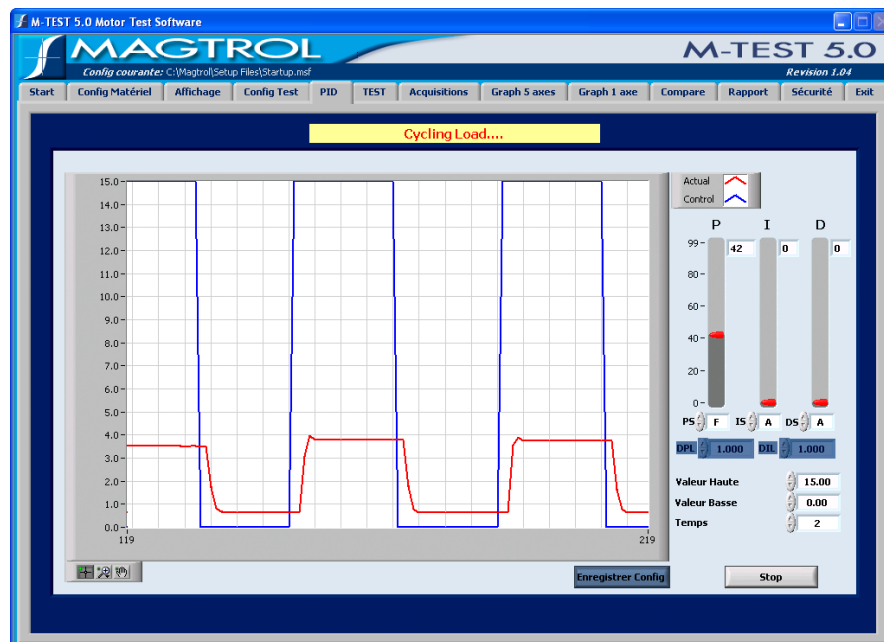 M-TEST 5.0 Motor Test Software
MAGTROL
M-TEST 5.0
Config courante: C:\Magtrol\Setup Files\Startup.msf
Revision 1.04
Start Config Matériel Affichage Config Test PID TEST Acquisitions Graph 5 axes Graph 1 axe Compare Rapport Sécurité Exit
Cycling Load....
Actual
Control
15.0
14.0
13.0
12.0
11.0
10.0
9.0
8.0
7.0
6.0
5.0
4.0
3.0
2.0
1.0
0.0
119 219
P I D
99 42 0 0
80
60
40
20
0
PS F IS A DS A
DPL 1.000 DIL 1.000
Valeur Haute 15.00
Valeur Basse 0.00
Temps 2
Enregistrer Config Stop